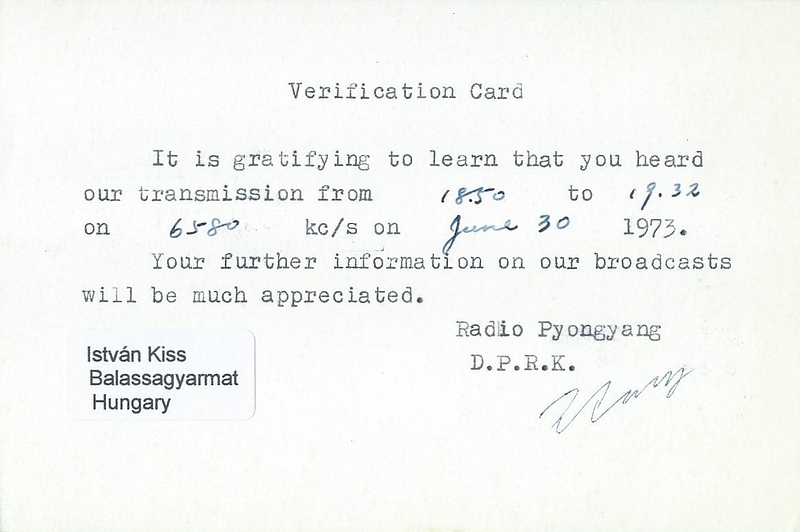 Verification Card
It is gratifying to learn that you heard
our transmission from 18.50 to 19.32
on 6580 kc/s on June 30 1973.
Your further information on our broadcasts
will be much appreciated.
Radio Pyongyang
D.P.R.K.
István Kiss
Balassagyarmat
Hungary